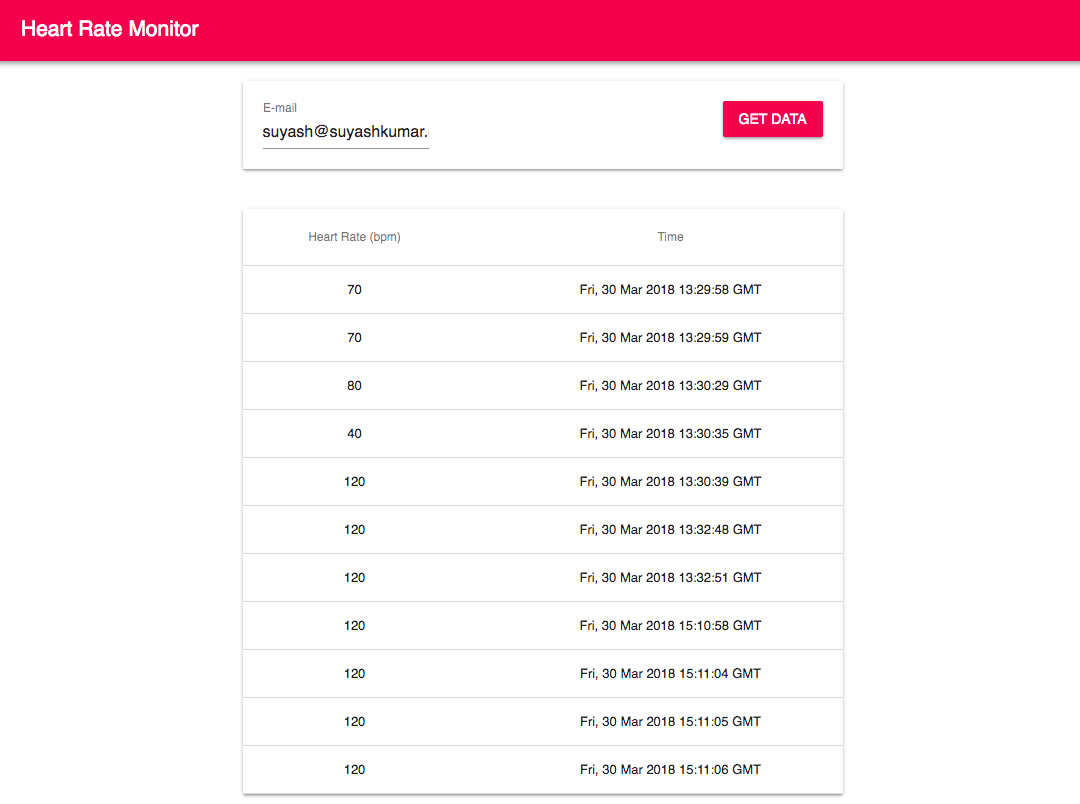 Heart Rate Monitor
E-mail
suyash@suyashkumar.
GET DATA
Heart Rate (bpm) Time
70 Fri, 30 Mar 2018 13:29:58 GMT
70 Fri, 30 Mar 2018 13:29:59 GMT
80 Fri, 30 Mar 2018 13:30:29 GMT
40 Fri, 30 Mar 2018 13:30:35 GMT
120 Fri, 30 Mar 2018 13:30:39 GMT
120 Fri, 30 Mar 2018 13:32:48 GMT
120 Fri, 30 Mar 2018 13:32:51 GMT
120 Fri, 30 Mar 2018 15:10:58 GMT
120 Fri, 30 Mar 2018 15:11:04 GMT
120 Fri, 30 Mar 2018 15:11:05 GMT
120 Fri, 30 Mar 2018 15:11:06 GMT